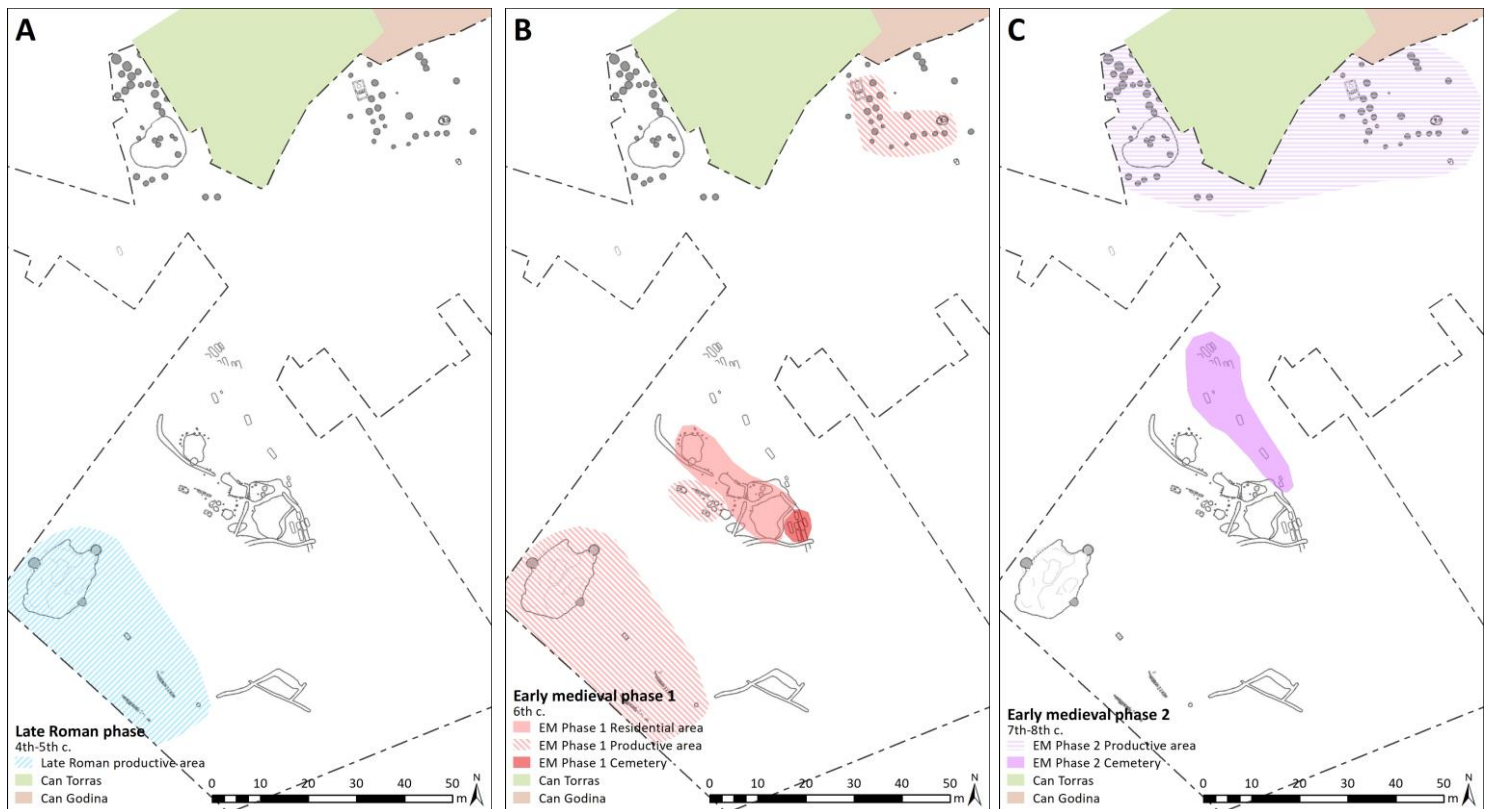 A
Late Roman phase
4th-5th c.
Late Roman productive area
Can Torras
Can Godina
0 10 20 30 40 50
m
N
B
Early medieval phase 1
6th c.
EM Phase 1 Residential area
EM Phase 1 Productive area
EM Phase 1 Cemetery
Can Torras
Can Godina
0 10 20 30 40 50
m
N
C
Early medieval phase 2
7th-8th c.
EM Phase 2 Productive area
EM Phase 2 Cemetery
Can Torras
Can Godina
0 10 20 30 40 50
m
N